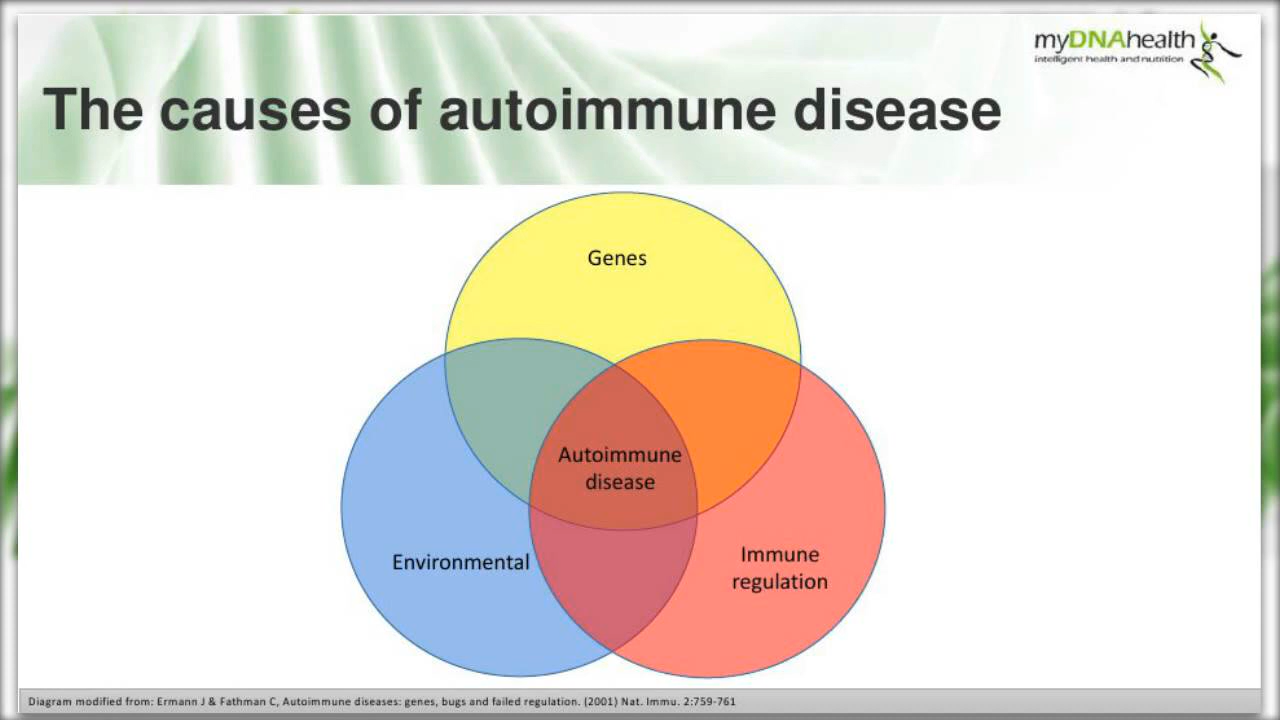 myDNAhealth
intelligent health and nutrition
The causes of autoimmune disease
Genes
Autoimmune
disease
Environmental
Immune
regulation
Diagram modified from: Ermann J & Fathman C, Autoimmune diseases: genes, bugs and failed regulation. (2001) Nat. Immu. 2:759-761